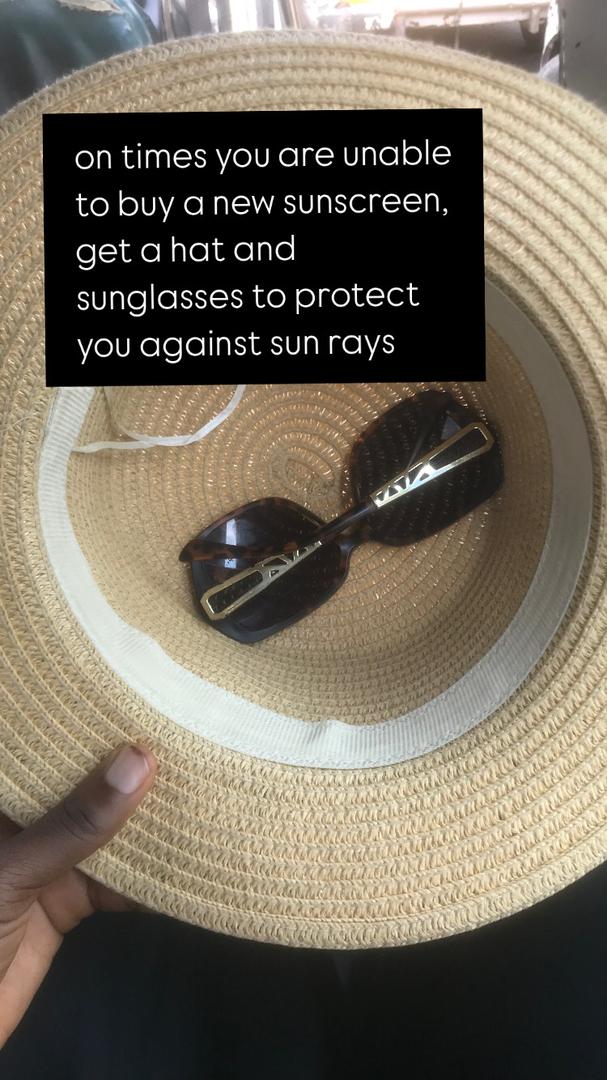 on times you are unable
to buy a new sunscreen,
get a hat and
sunglasses to protect
you against sun rays